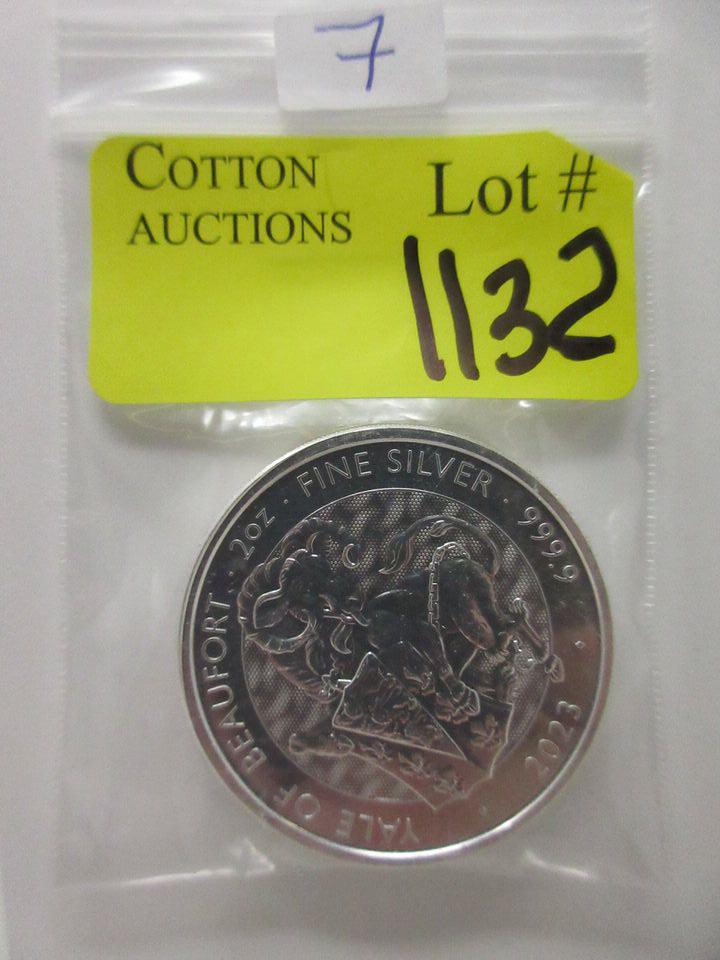 7
COTTON
AUCTIONS
Lot #
1132
YALE OF BEAUFORT · 2oz · FINE SILVER · 999.9 · 2023 ·